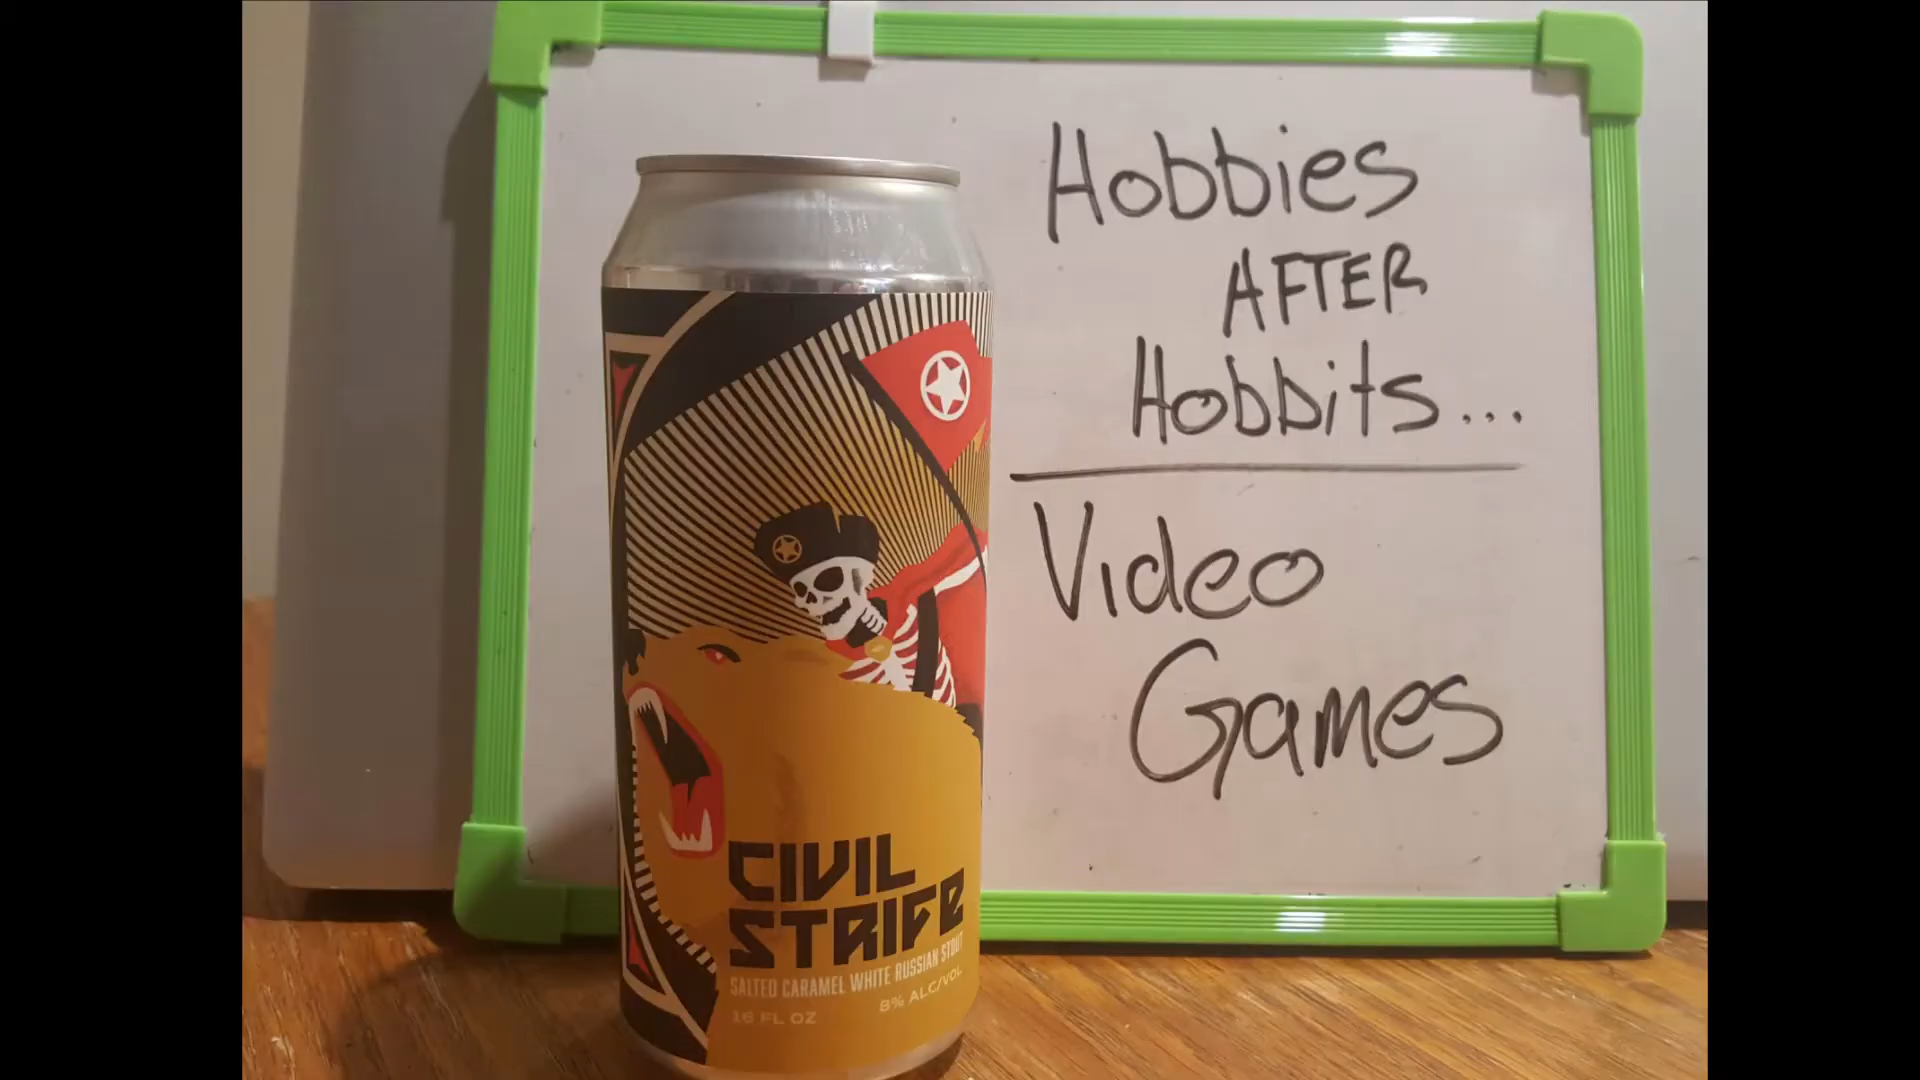 Hobbies
AFTER
Hobbits...
Video
Games
CIVIL
STRIFE
SALTED CARAMEL WHITE RUSSIAN STOUT
8% ALC/VOL
16 FL OZ